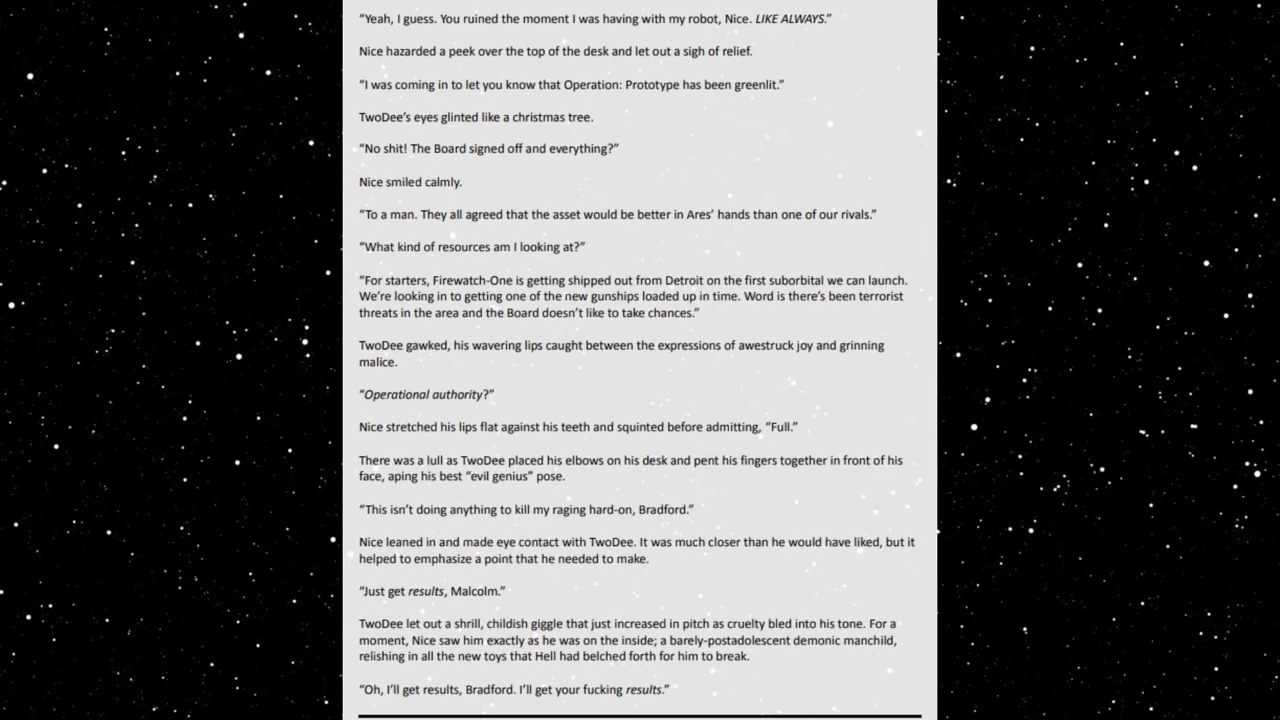 “Yeah, I guess. You ruined the moment I was having with my robot, Nice. LIKE ALWAYS.”
Nice hazarded a peek over the top of the desk and let out a sigh of relief.
“I was coming in to let you know that Operation: Prototype has been greenlit.”
TwoDee’s eyes glinted like a christmas tree.
“No shit! The Board signed off and everything?”
Nice smiled calmly.
“To a man. They all agreed that the asset would be better in Ares’ hands than one of our rivals.”
“What kind of resources am I looking at?”
“For starters, Firewatch-One is getting shipped out from Detroit on the first suborbital we can launch.
We’re looking in to getting one of the new gunships loaded up in time. Word is there’s been terrorist
threats in the area and the Board doesn’t like to take chances.”
TwoDee gawked, his wavering lips caught between the expressions of awestruck joy and grinning
malice.
“Operational authority?”
Nice stretched his lips flat against his teeth and squinted before admitting, “Full.”
There was a lull as TwoDee placed his elbows on his desk and pent his fingers together in front of his
face, aping his best “evil genius” pose.
“This isn’t doing anything to kill my raging hard-on, Bradford.”
Nice leaned in and made eye contact with TwoDee. It was much closer than he would have liked, but it
helped to emphasize a point that he needed to make.
“Just get results, Malcolm.”
TwoDee let out a shrill, childish giggle that just increased in pitch as cruelty bled into his tone. For a
moment, Nice saw him exactly as he was on the inside; a barely-postadolescent demonic manchild,
relishing in all the new toys that Hell had belched forth for him to break.
“Oh, I’ll get results, Bradford. I’ll get your fucking results.”